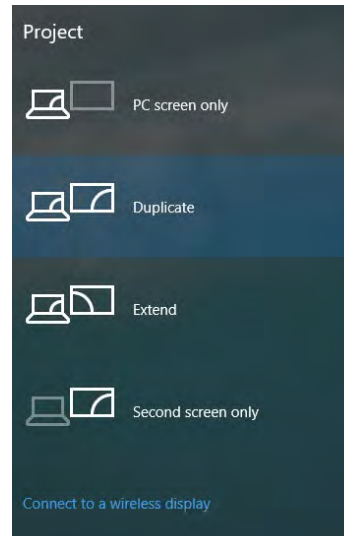 Project
PC screen only
Duplicate
Extend
Second screen only
Connect to a wireless display